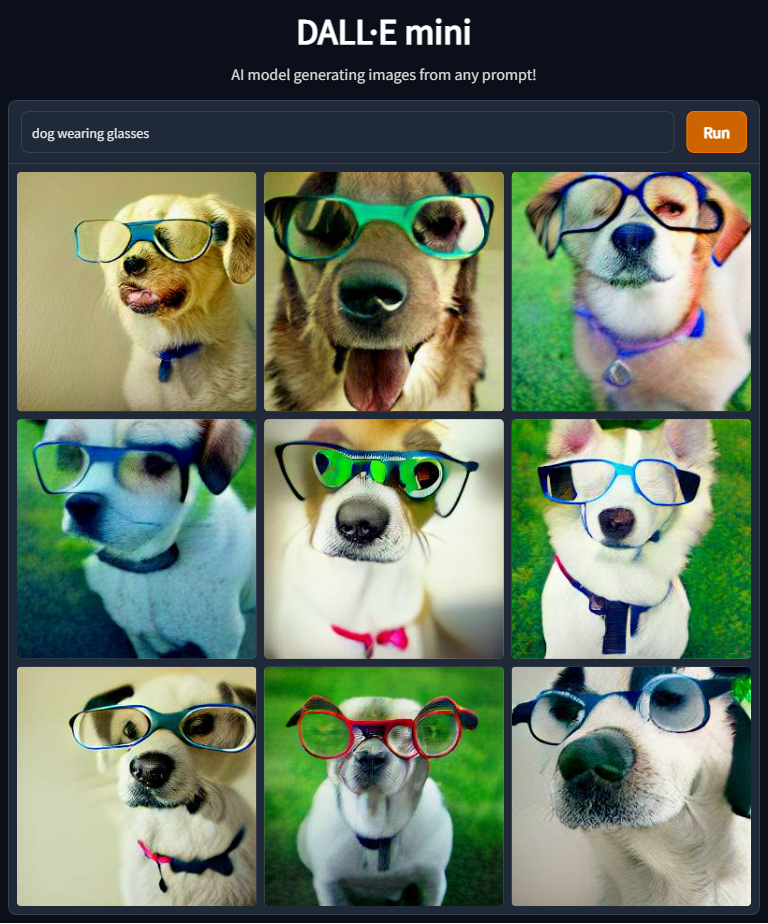 DALL·E mini
AI model generating images from any prompt!
dog wearing glasses
Run